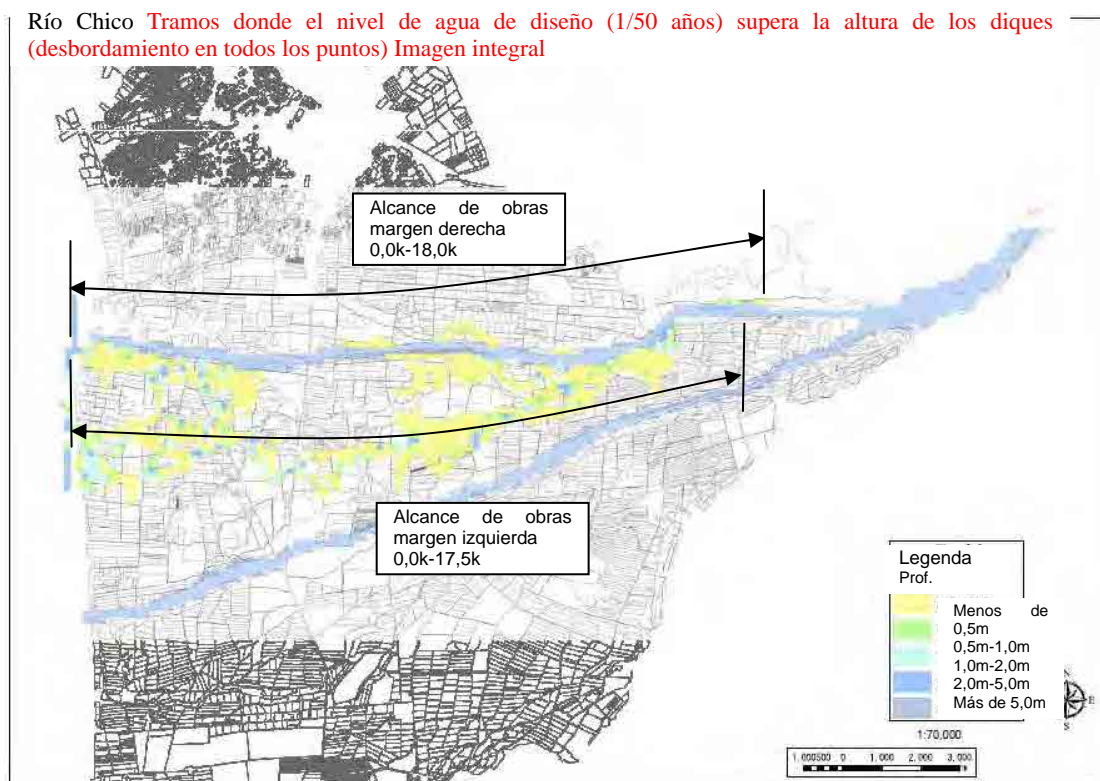 Río Chico Tramos donde el nivel de agua de diseño (1/50 años) supera la altura de los diques
(desbordamiento en todos los puntos) Imagen integral
Alcance de obras
margen derecha
0,0k-18,0k
Alcance de obras
margen izquierda
0,0k-17,5k
Legenda
Prof.
Menos de
0,5m
0,5m-1,0m
1,0m-2,0m
2,0m-5,0m
Más de 5,0m
N
E
S
1:70,000
1,000500 0 1,000 2,000 3,000